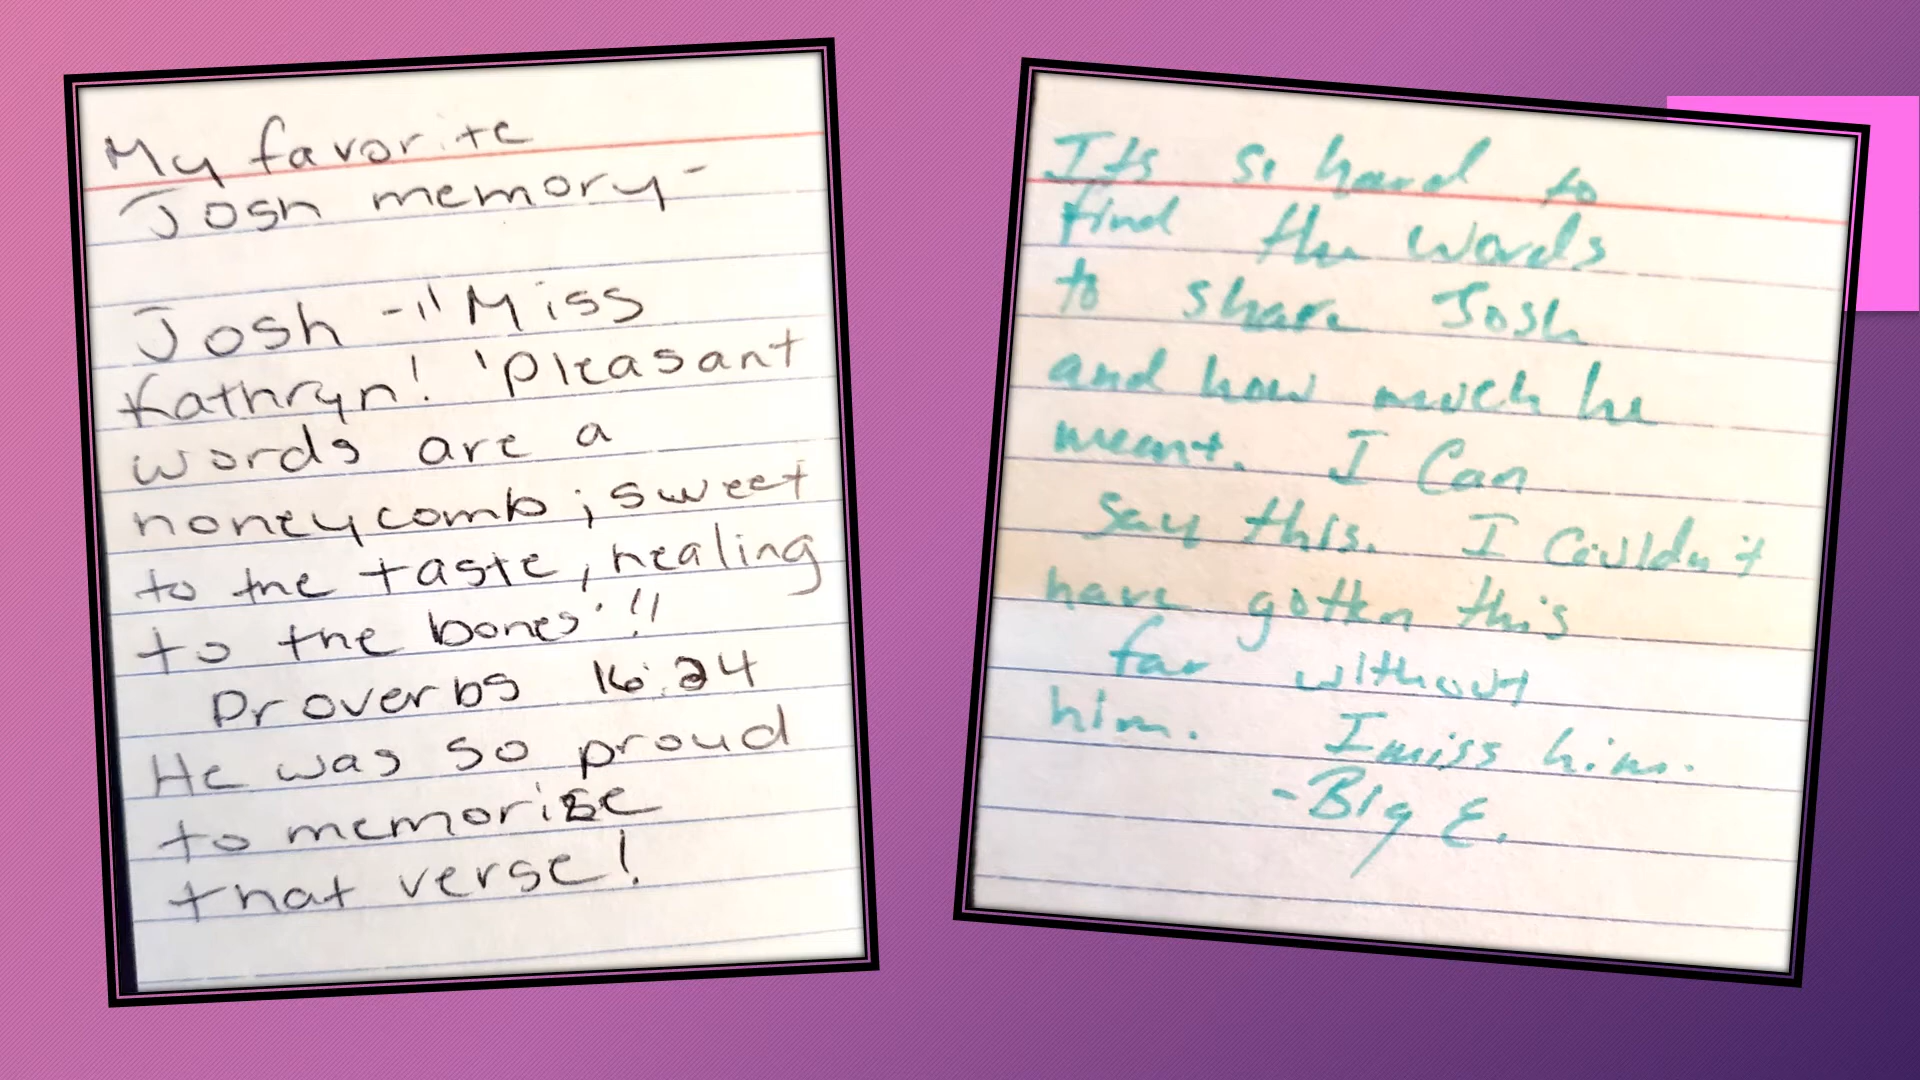 My favorite
Josh memory-
Josh - "Miss
Kathryn! 'Pleasant
words are a
honeycomb; sweet
to the taste, healing
to the bones'!"
Proverbs 16:24
He was so proud
to memorize
that verse!
Its so hard to
find the words
to share Josh
and how much he
meant. I Can
say this. I Couldn't
have gotten this
far without
him. I miss him.
-Big E.